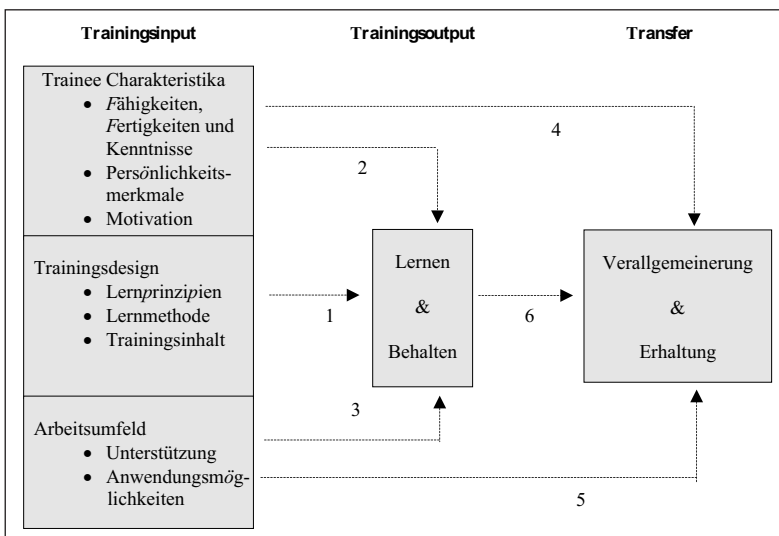 Trainingsinput
Trainingsoutput
Transfer
Trainee Charakteristika
• Fähigkeiten,
Fertigkeiten und
Kenntnisse
• Persönlichkeits-
merkmale
• Motivation
Trainingsdesign
• Lernprinzipien
• Lernmethode
• Trainingsinhalt
Arbeitsumfeld
• Unterstützung
• Anwendungsmög-
lichkeiten
4
2
1
3
5
Lernen
&
Behalten
6
Verallgemeinerung
&
Erhaltung